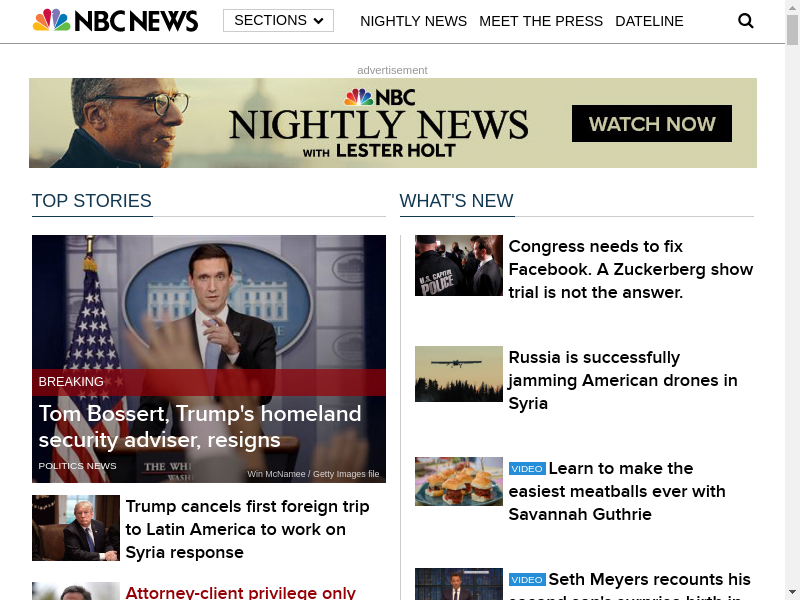 NBC NEWS
SECTIONS
NIGHTLY NEWS
MEET THE PRESS
DATELINE
advertisement
NBC
NIGHTLY NEWS
WITH LESTER HOLT
WATCH NOW
TOP STORIES
BREAKING
Tom Bossert, Trump's homeland
security adviser, resigns
POLITICS NEWS
Win McNamee / Getty Images file
Trump cancels first foreign trip
to Latin America to work on
Syria response
Attorney-client privilege only
WHAT'S NEW
U.S. CAPITOL
POLICE
Congress needs to fix
Facebook. A Zuckerberg show
trial is not the answer.
Russia is successfully
jamming American drones in
Syria
VIDEO Learn to make the
easiest meatballs ever with
Savannah Guthrie
VIDEO Seth Meyers recounts his